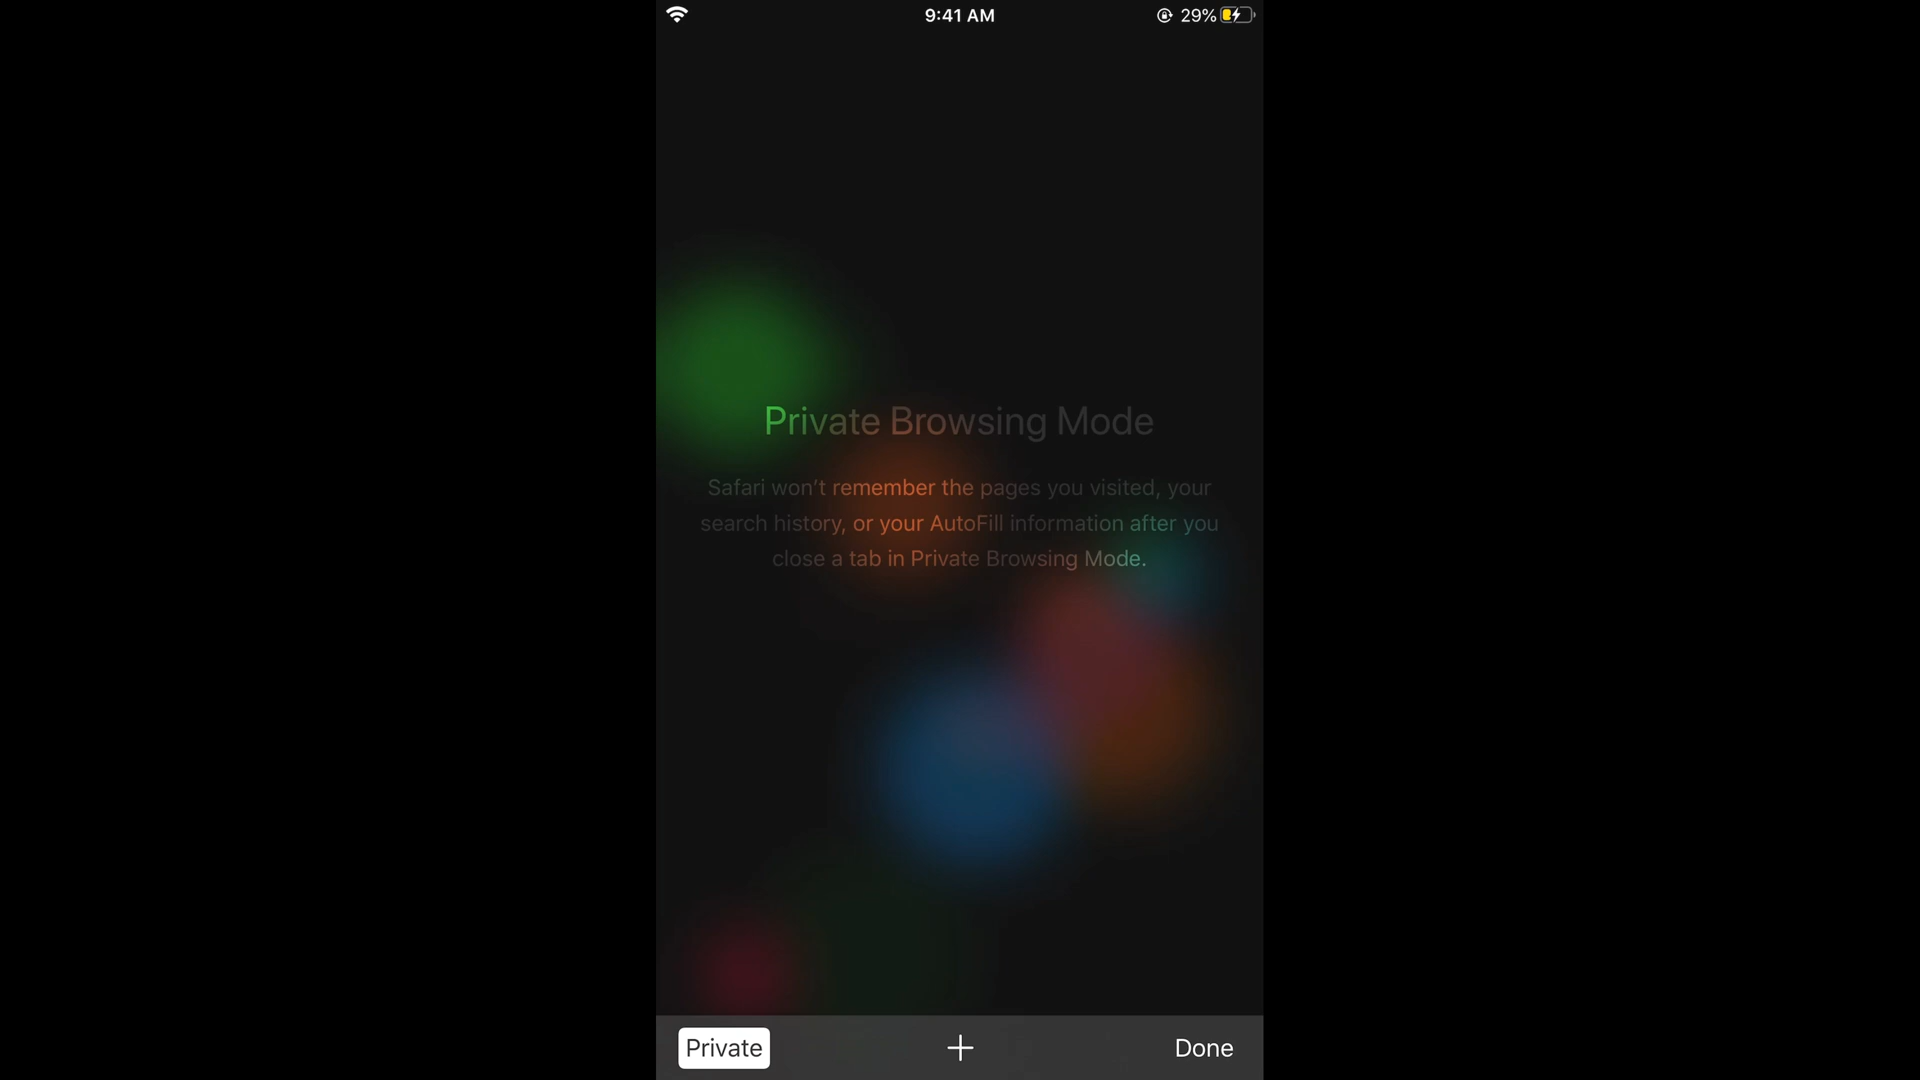 9:41 AM
29%
Private Browsing Mode
Safari won’t remember the pages you visited, your
search history, or your AutoFill information after you
close a tab in Private Browsing Mode.
Private
Done